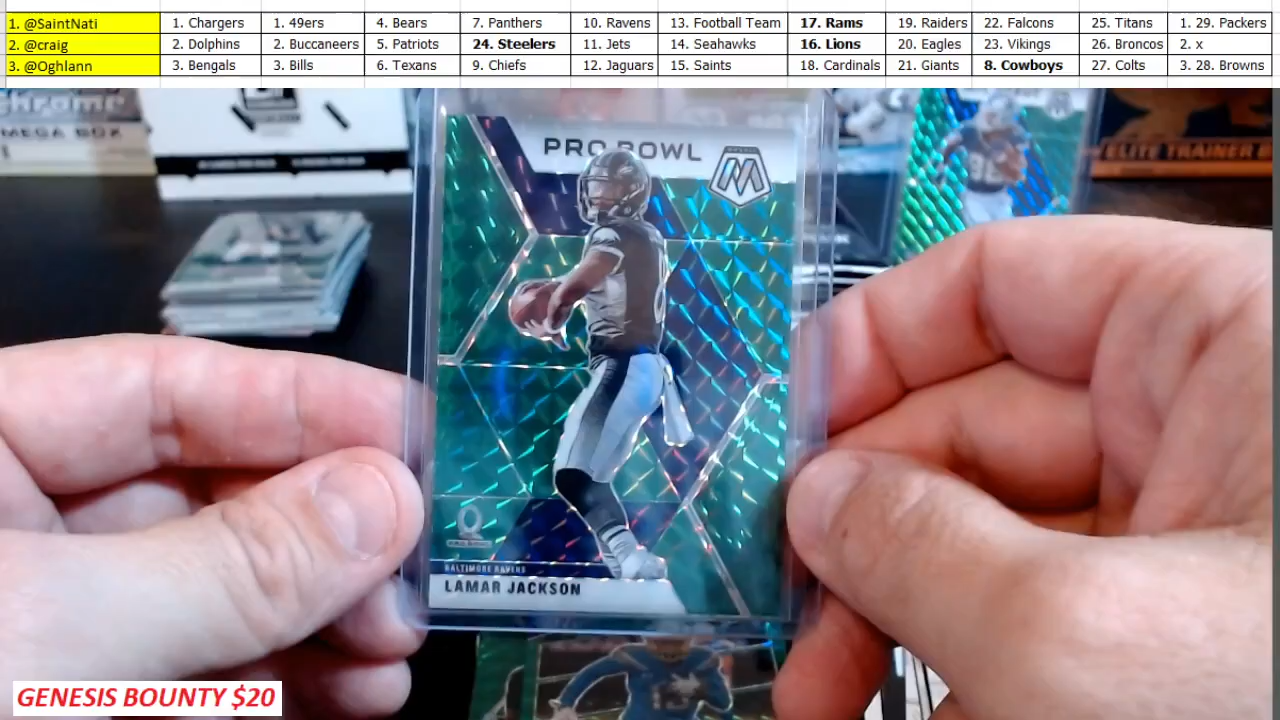 1. @SaintNati 1. Chargers 1. 49ers 4. Bears 7. Panthers 10. Ravens 13. Football Team 17. Rams 19. Raiders 22. Falcons 25. Titans 1. 29. Packers
2. @craig 2. Dolphins 2. Buccaneers 5. Patriots 24. Steelers 11. Jets 14. Seahawks 16. Lions 20. Eagles 23. Vikings 26. Broncos 2. x
3. @Oghlann 3. Bengals 3. Bills 6. Texans 9. Chiefs 12. Jaguars 15. Saints 18. Cardinals 21. Giants 8. Cowboys 27. Colts 3. 28. Browns
chrome
MEGA BOX
ELITE TRAINER
PRO BOWL
BALTIMORE RAVENS
LAMAR JACKSON
GENESIS BOUNTY $20